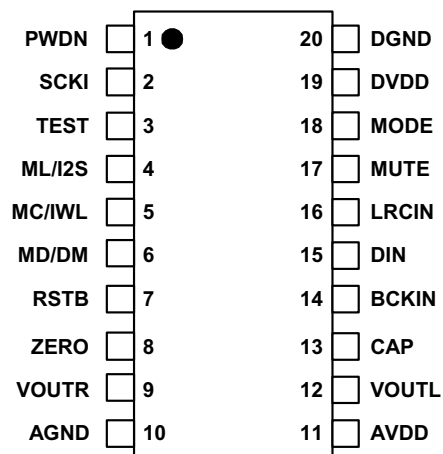 PWDN 1 20 DGND
SCKI 2 19 DVDD
TEST 3 18 MODE
ML/I2S 4 17 MUTE
MC/IWL 5 16 LRCIN
MD/DM 6 15 DIN
RSTB 7 14 BCKIN
ZERO 8 13 CAP
VOUTR 9 12 VOUTL
AGND 10 11 AVDD